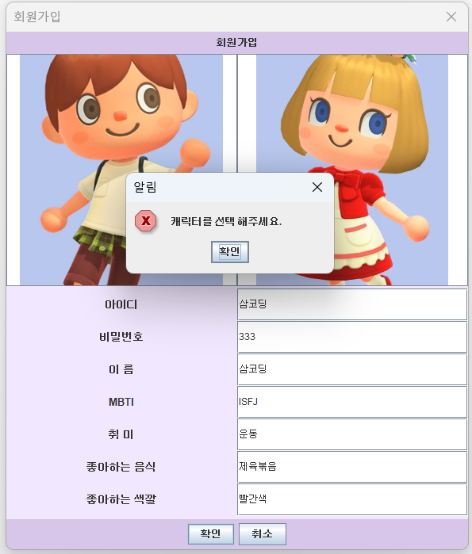 회원가입
회원가입
알림
캐릭터를 선택 해주세요.
확인
아이디
삼코딩
비밀번호
333
이 름
삼코딩
MBTI
ISFJ
취 미
운동
좋아하는 음식
제육볶음
좋아하는 색깔
빨간색
확인
취소